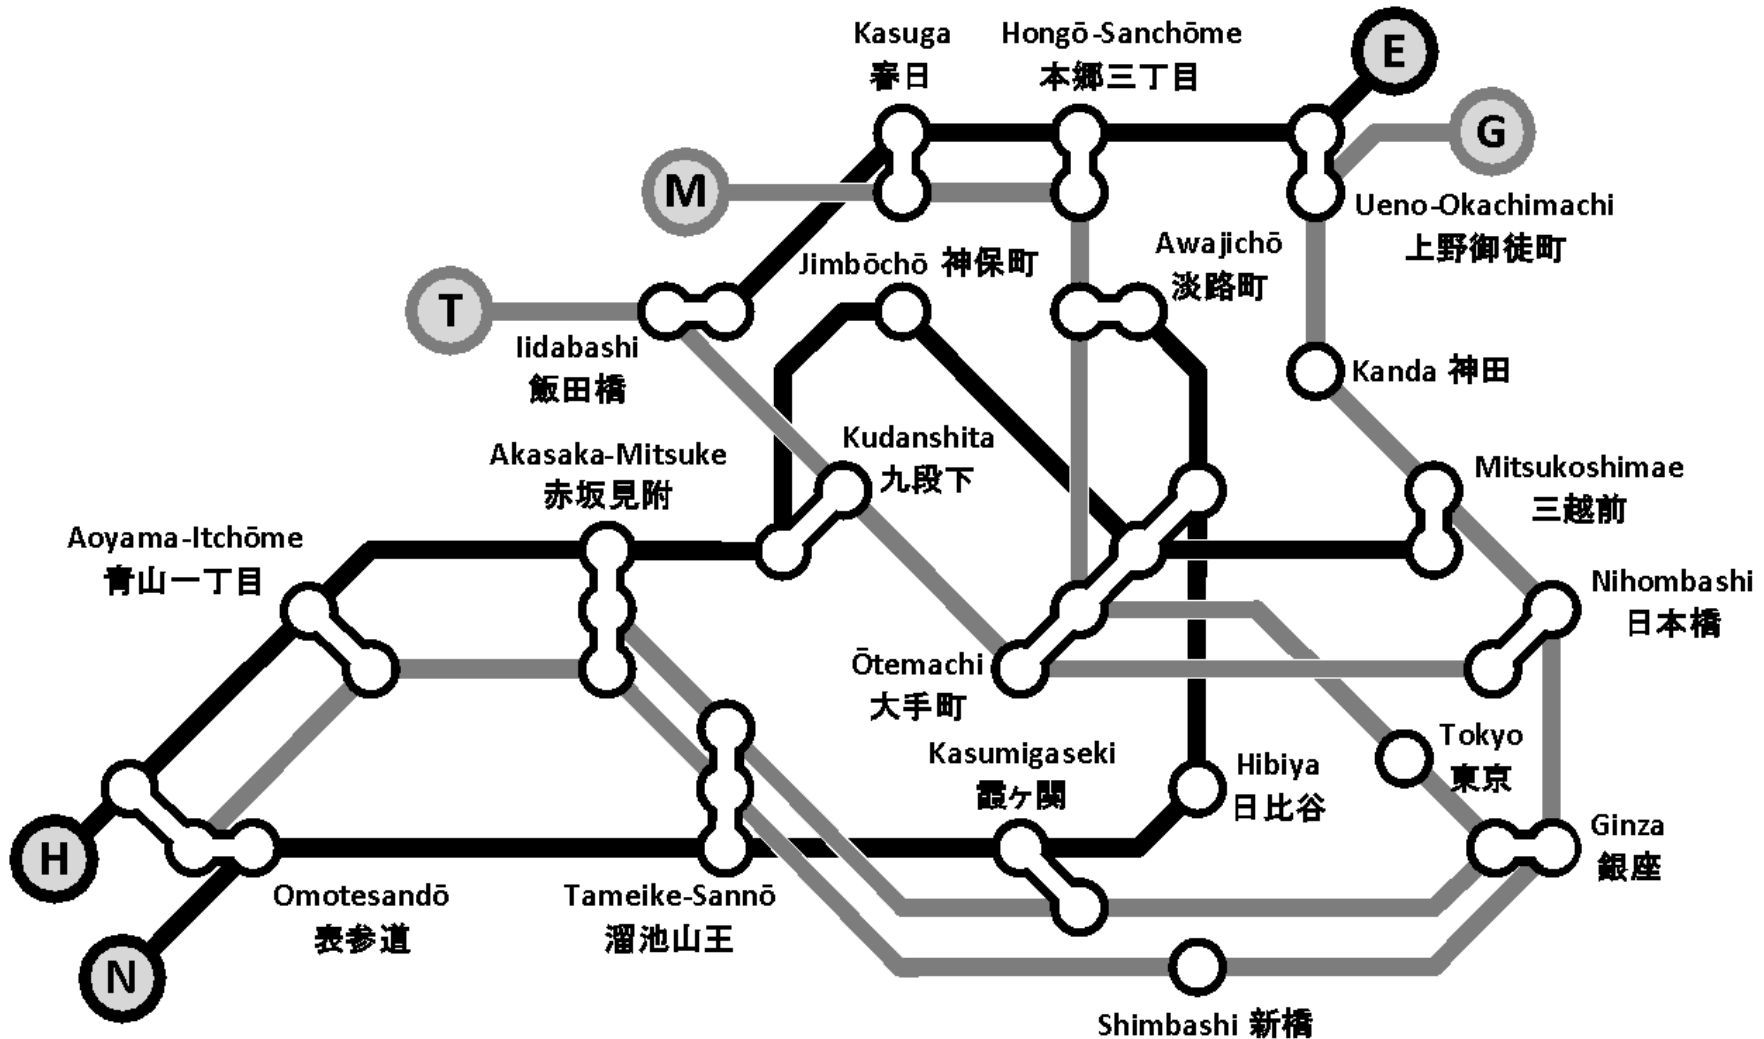 Kasuga
春日
Hongō-Sanchōme
本郷三丁目
E
G
M
Ueno-Okachimachi
上野御徒町
Jimbōchō 神保町
Awajichō
淡路町
T
Iidabashi
飯田橋
Kanda 神田
Kudanshita
九段下
Akasaka-Mitsuke
赤坂見附
Mitsukoshimae
三越前
Aoyama-Itchōme
青山一丁目
Nihombashi
日本橋
Ōtemachi
大手町
Tokyo
東京
Kasumigaseki
霞ヶ関
Hibiya
日比谷
Ginza
銀座
H
Omotesandō
表参道
Tameike-Sannō
溜池山王
N
Shimbashi 新橋